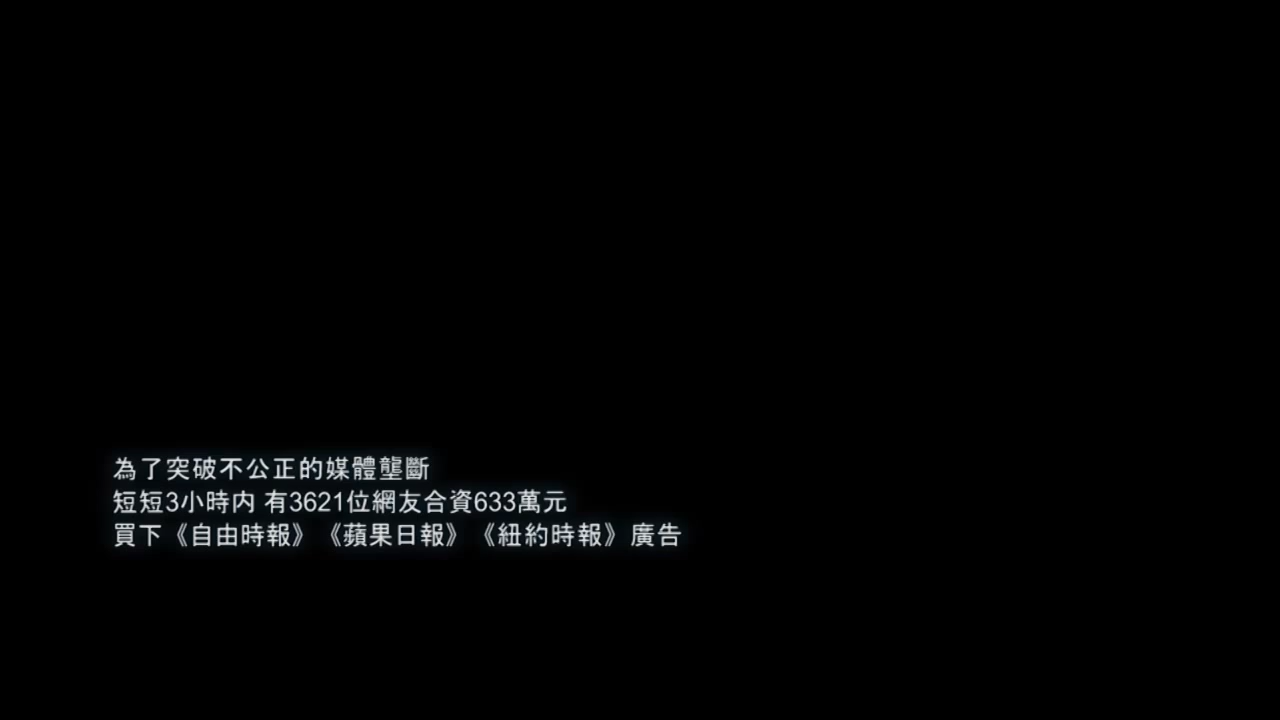 為了突破不公正的媒體壟斷
短短3小時内 有3621位網友合資633萬元
買下《自由時報》《蘋果日報》《紐約時報》廣告